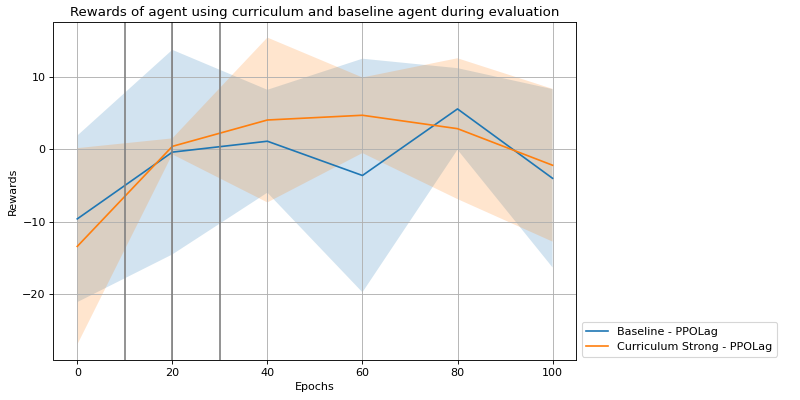 Rewards of agent using curriculum and baseline agent during evaluation
10
0
−10
−20
Rewards
0 20 40 60 80 100
Epochs
Baseline - PPOLag
Curriculum Strong - PPOLag